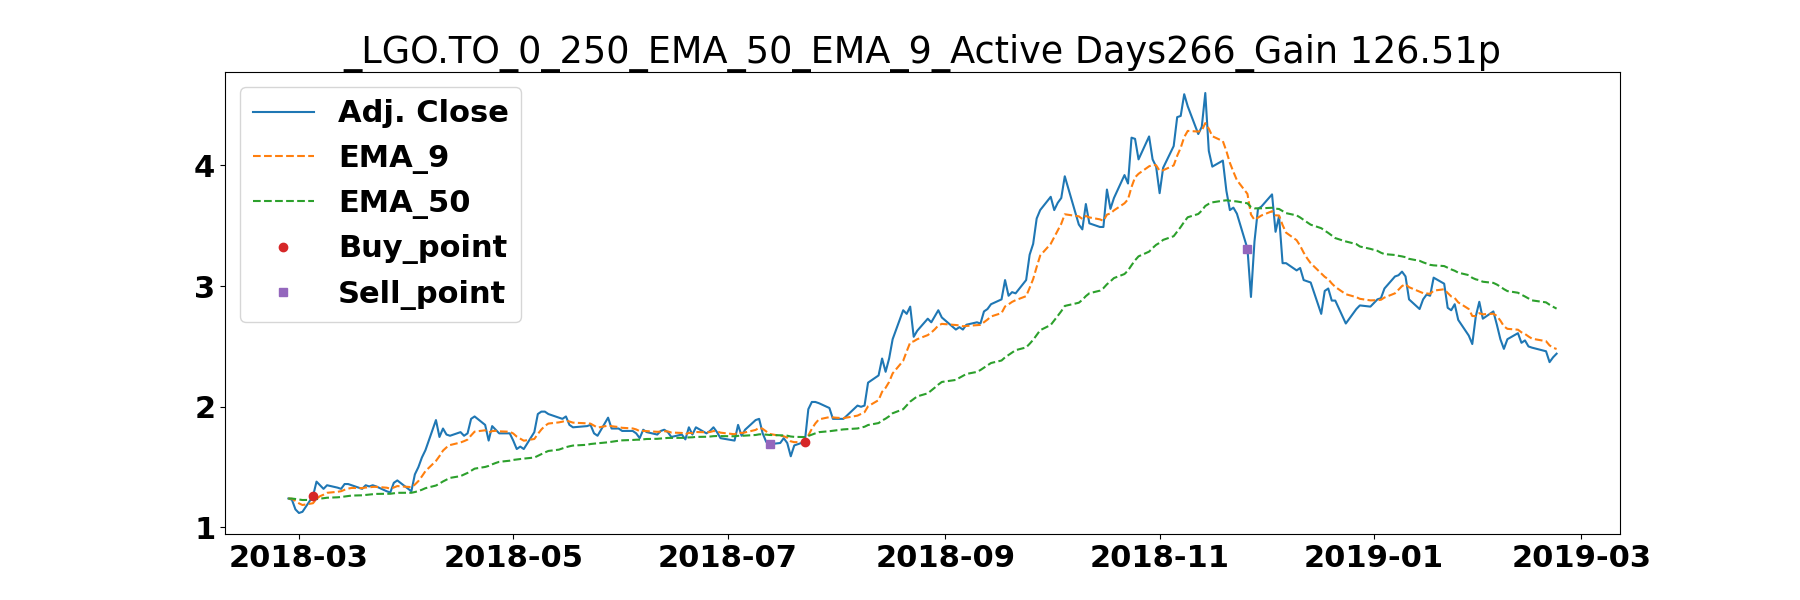 _LGO.TO_0_250_EMA_50_EMA_9_Active Days266_Gain 126.51p
Adj. Close
EMA_9
EMA_50
Buy_point
Sell_point
4
3
2
1
2018-03 2018-05 2018-07 2018-09 2018-11 2019-01 2019-03